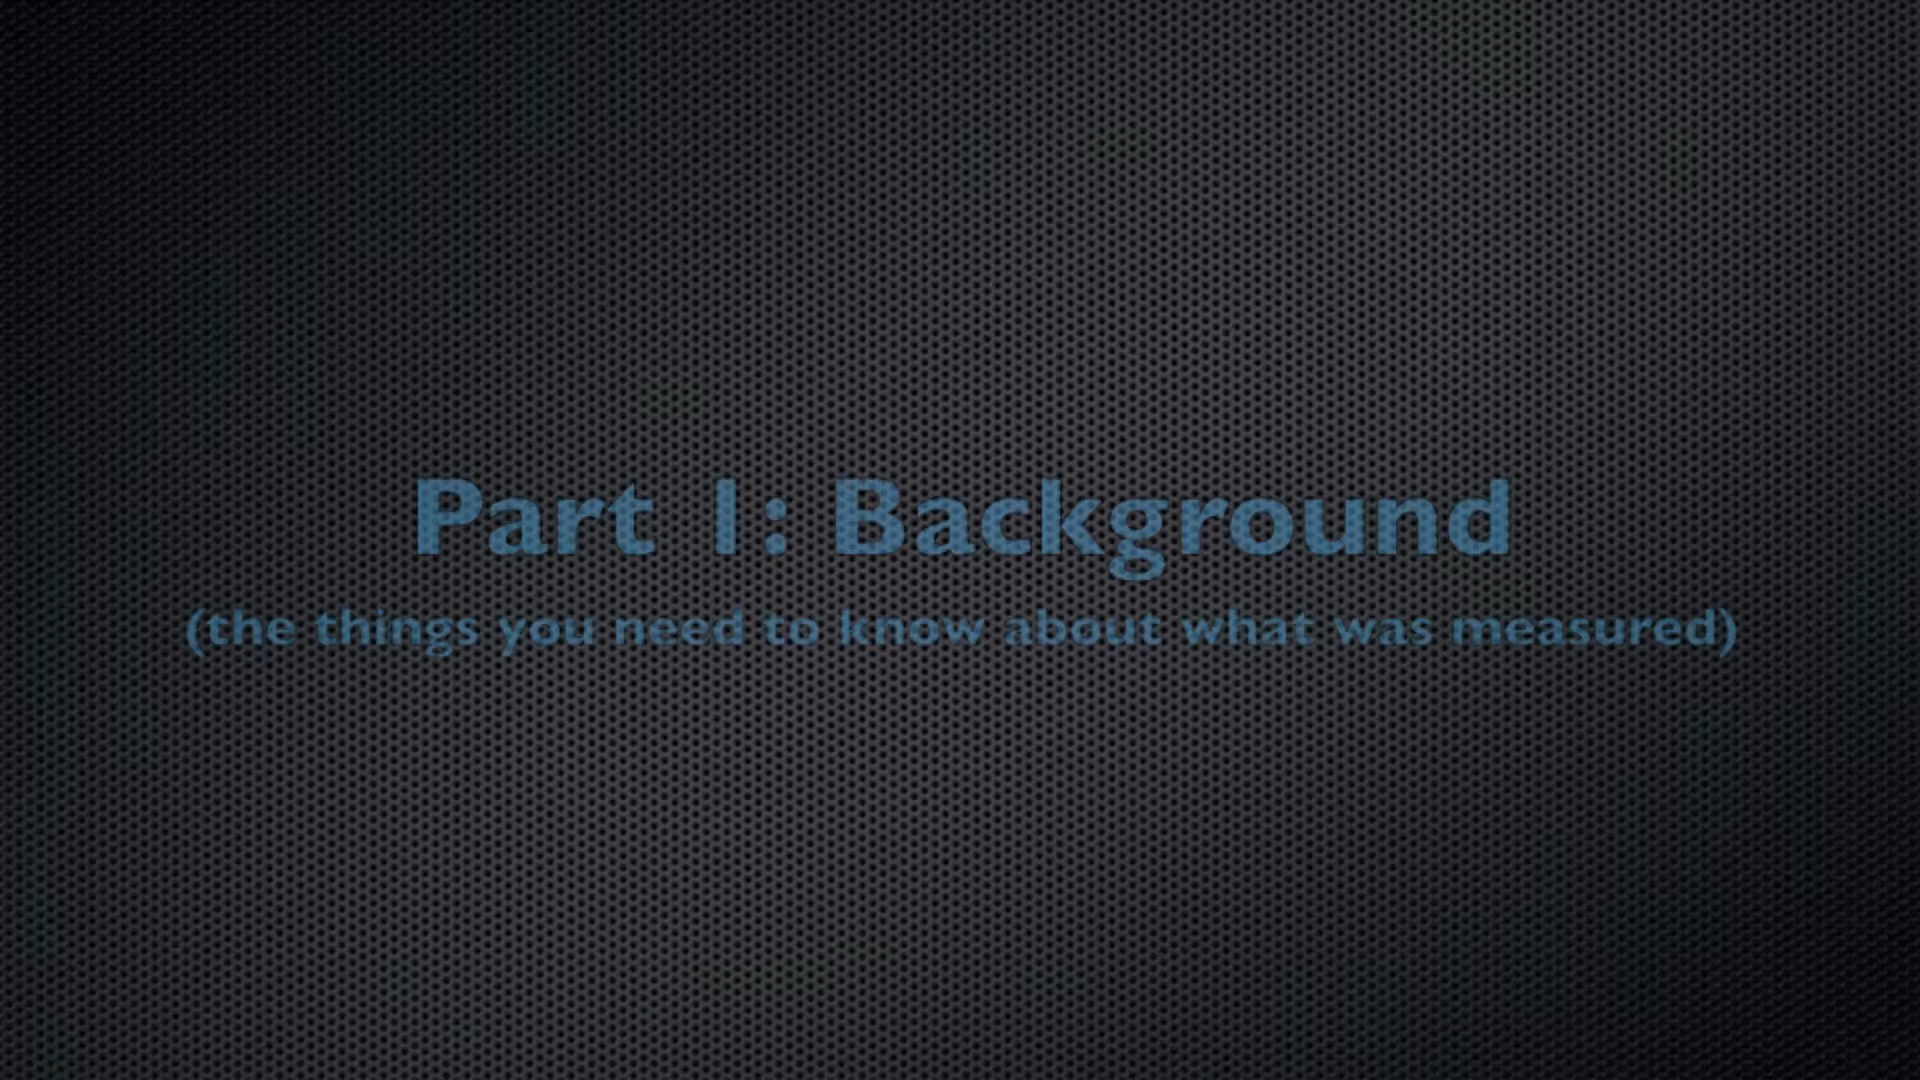 Part 1: Background
(the things you need to know about what was measured)